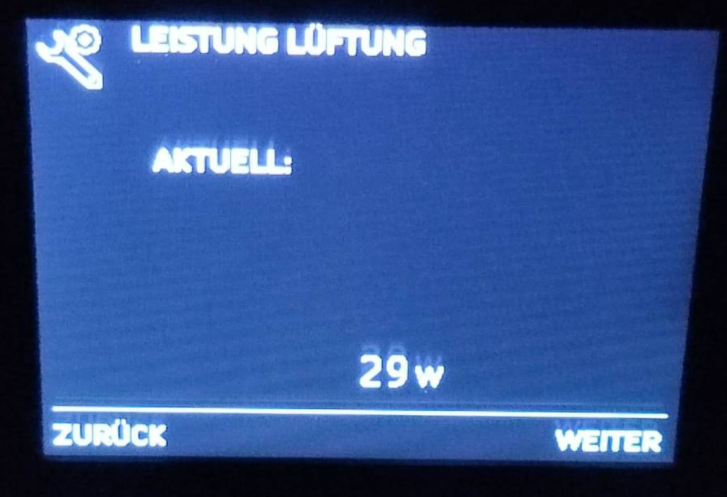 LEISTUNG LÜFTUNG
AKTUELL:
29 W
ZURÜCK
WEITER